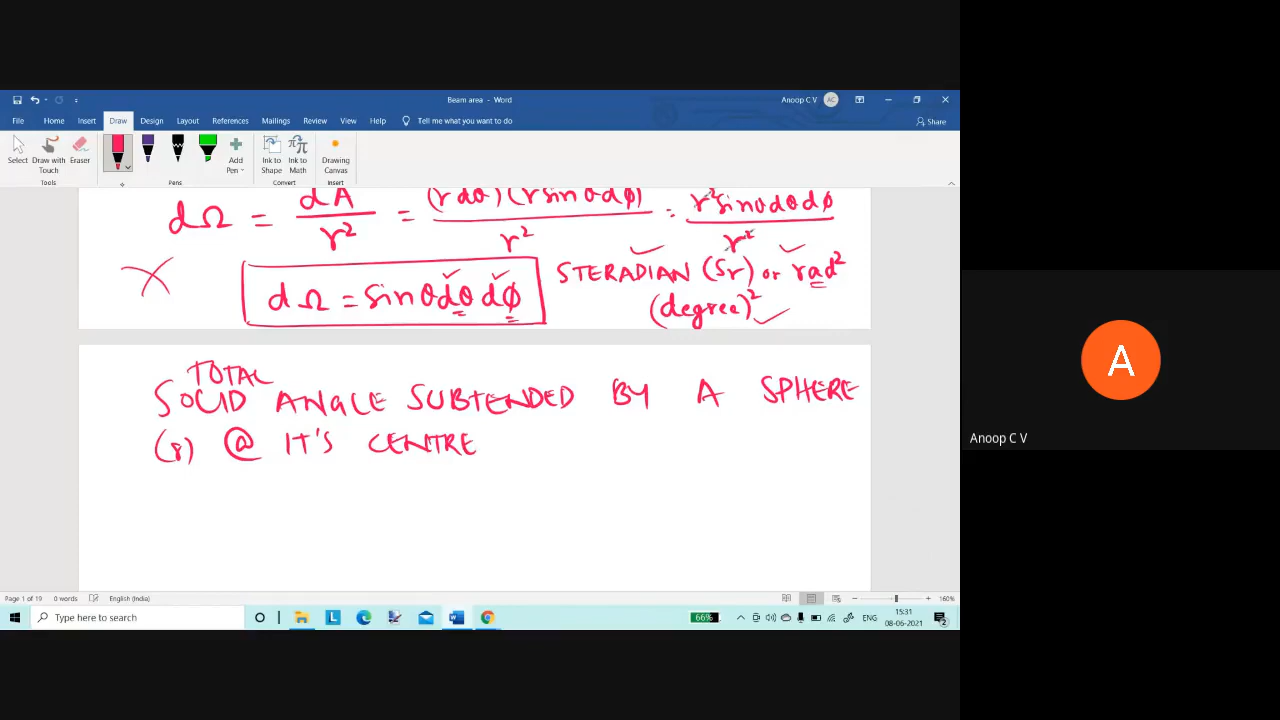 Beam area - Word
Anoop C V
AC
File Home Insert Draw Design Layout References Mailings Review View Help Tell me what you want to do
Share
Select Draw with Touch Eraser Add Pen Ink to Shape Ink to Math Drawing Canvas
Tools Pens Convert Insert
dΩ = dA / r² = (r dθ)(r sinθ dϕ) / r² = r² sinθ dθ dϕ / r²
dΩ = sinθ dθ dϕ STERADIAN (Sr) or rad²
(degree)²
TOTAL
SOLID ANGLE SUBTENDED BY A SPHERE
@ IT'S CENTRE
A
Anoop C V
Page 1 of 19 0 words English (India)
160%
Type here to search
L
66%
ENG
15:31
08-06-2021
2